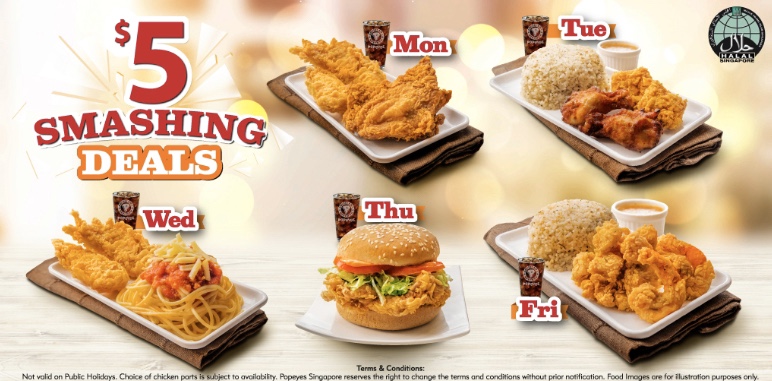 $5
SMASHING
DEALS
Mon
Tue
Wed
Thu
Fri
HALAL
SINGAPORE
Terms & Conditions:
Not valid on Public Holidays. Choice of chicken parts is subject to availability. Popeyes Singapore reserves the right to change the terms and conditions without prior notification. Food Images are for illustration purposes only.